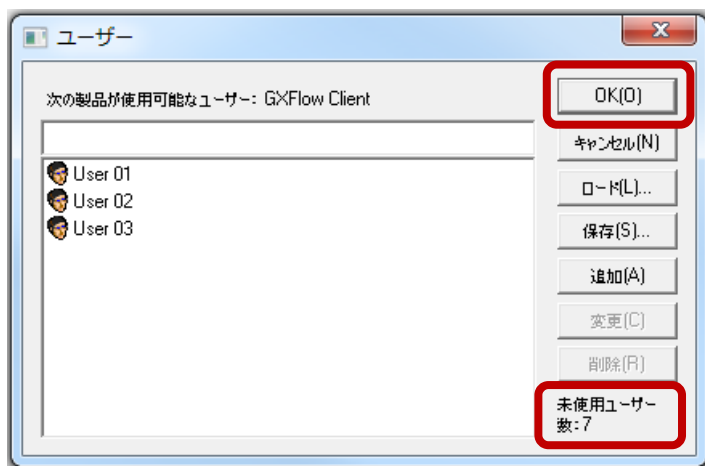 ユーザー
次の製品が使用可能なユーザー: GXFlow Client
OK(O)
キャンセル(N)
ロード(L)...
保存(S)...
追加(A)
変更(C)
削除(R)
User 01
User 02
User 03
未使用ユーザー
数:7